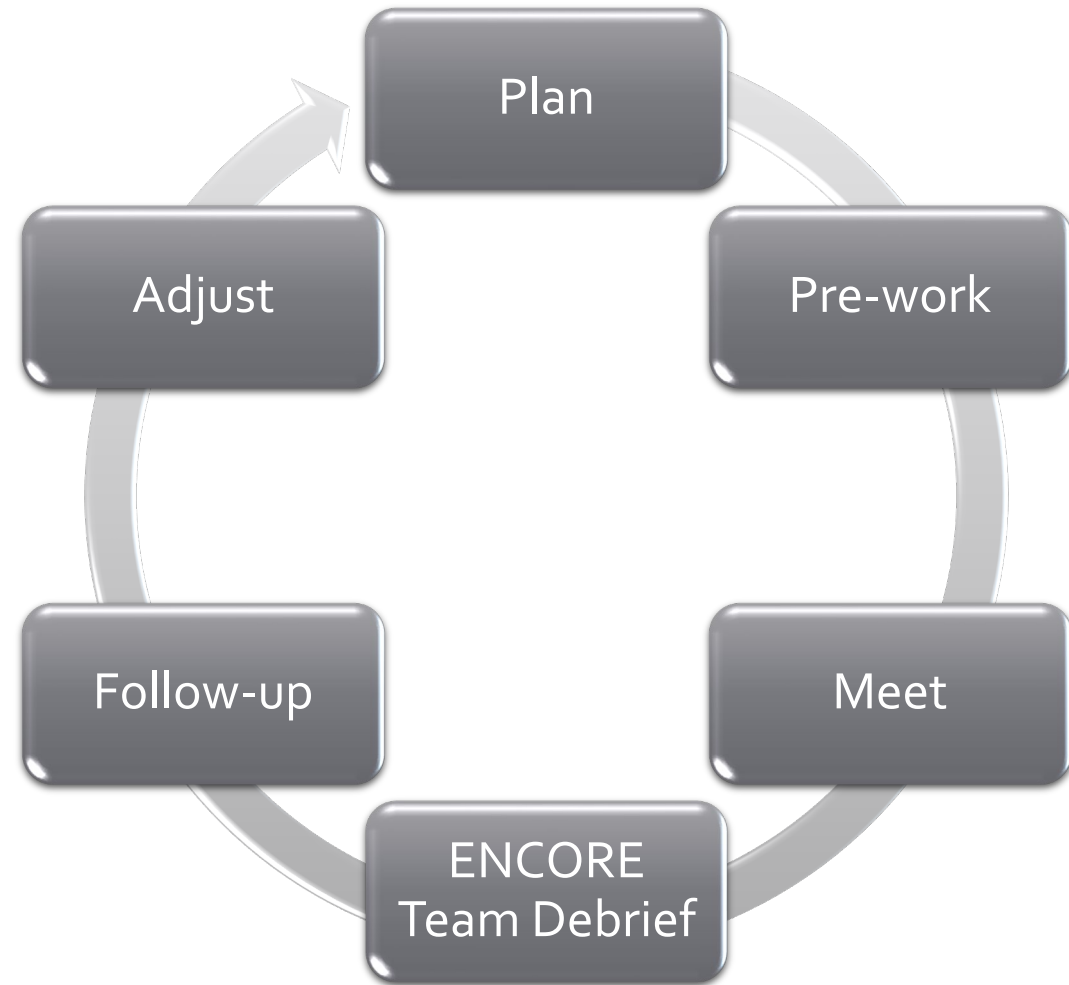 Plan
Pre-work
Meet
ENCORE
Team Debrief
Follow-up
Adjust